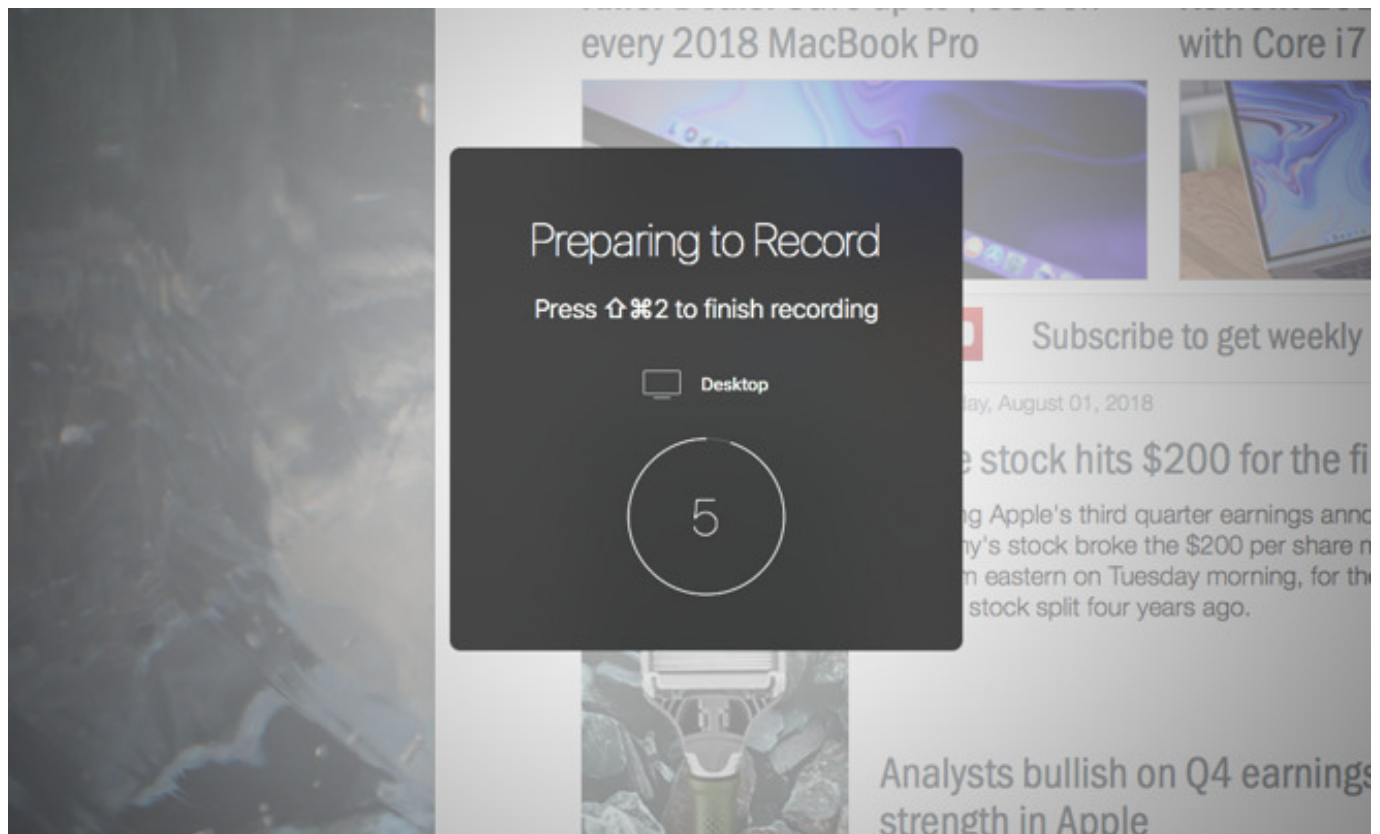 every 2018 MacBook Pro
with Core i7
Preparing to Record
Press ⇧⌘2 to finish recording
Desktop
5
Subscribe to get weekly
August 01, 2018
stock hits $200 for the
Apple's third quarter earnings
stock broke the $200 per share
eastern on Tuesday morning, for
stock split four years ago.
Analysts bullish on Q4 earnings
strength in Apple